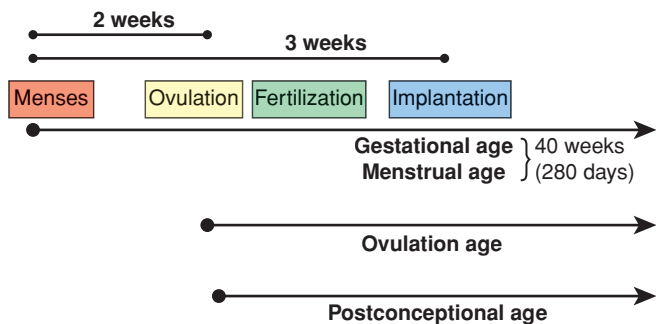 2 weeks
3 weeks
Menses Ovulation Fertilization Implantation
Gestational age 40 weeks
Menstrual age (280 days)
Ovulation age
Postconceptional age